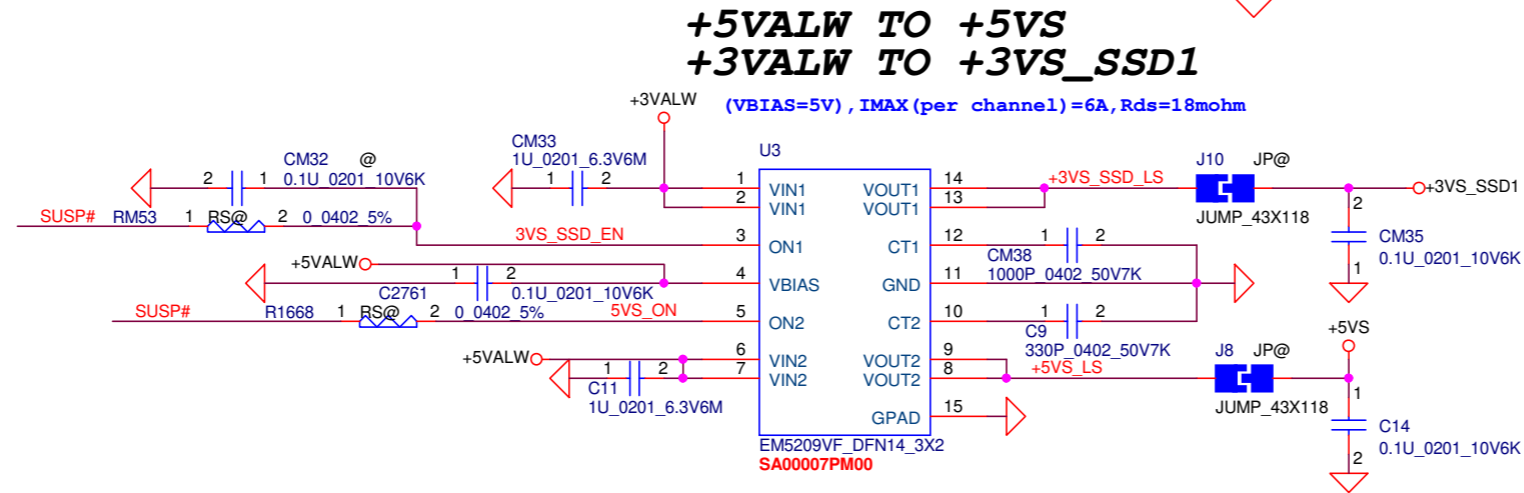 +5VALW TO +5VS
+3VALW TO +3VS_SSD1
(VBIAS=5V),IMAX(per channel)=6A,Rds=18mohm
+3VALW
CM33
1U_0201_6.3V6M
1 2
CM32 @
0.1U_0201_10V6K
2 1
SUSP# RM53 1 RS@ 2 0_0402_5%
3VS_SSD_EN
+5VALW
1 2
C2761 0.1U_0201_10V6K
SUSP# R1668 1 RS@ 2 0_0402_5% 5VS_ON
+5VALW
1 2
C11
1U_0201_6.3V6M
U3
1 VIN1 VOUT1 14
2 VIN1 VOUT1 13
3 ON1 CT1 12
4 VBIAS GND 11
5 ON2 CT2 10
6 VIN2 VOUT2 9
7 VIN2 VOUT2 8
GPAD 15
EM5209VF_DFN14_3X2
SA00007PM00
+3VS_SSD_LS
J10 JP@
JUMP_43X118
+3VS_SSD1
2
CM35
0.1U_0201_10V6K
1
1 2
CM38
1000P_0402_50V7K
1 2
C9
330P_0402_50V7K
+5VS_LS
J8 JP@
JUMP_43X118
+5VS
1
C14
0.1U_0201_10V6K
2